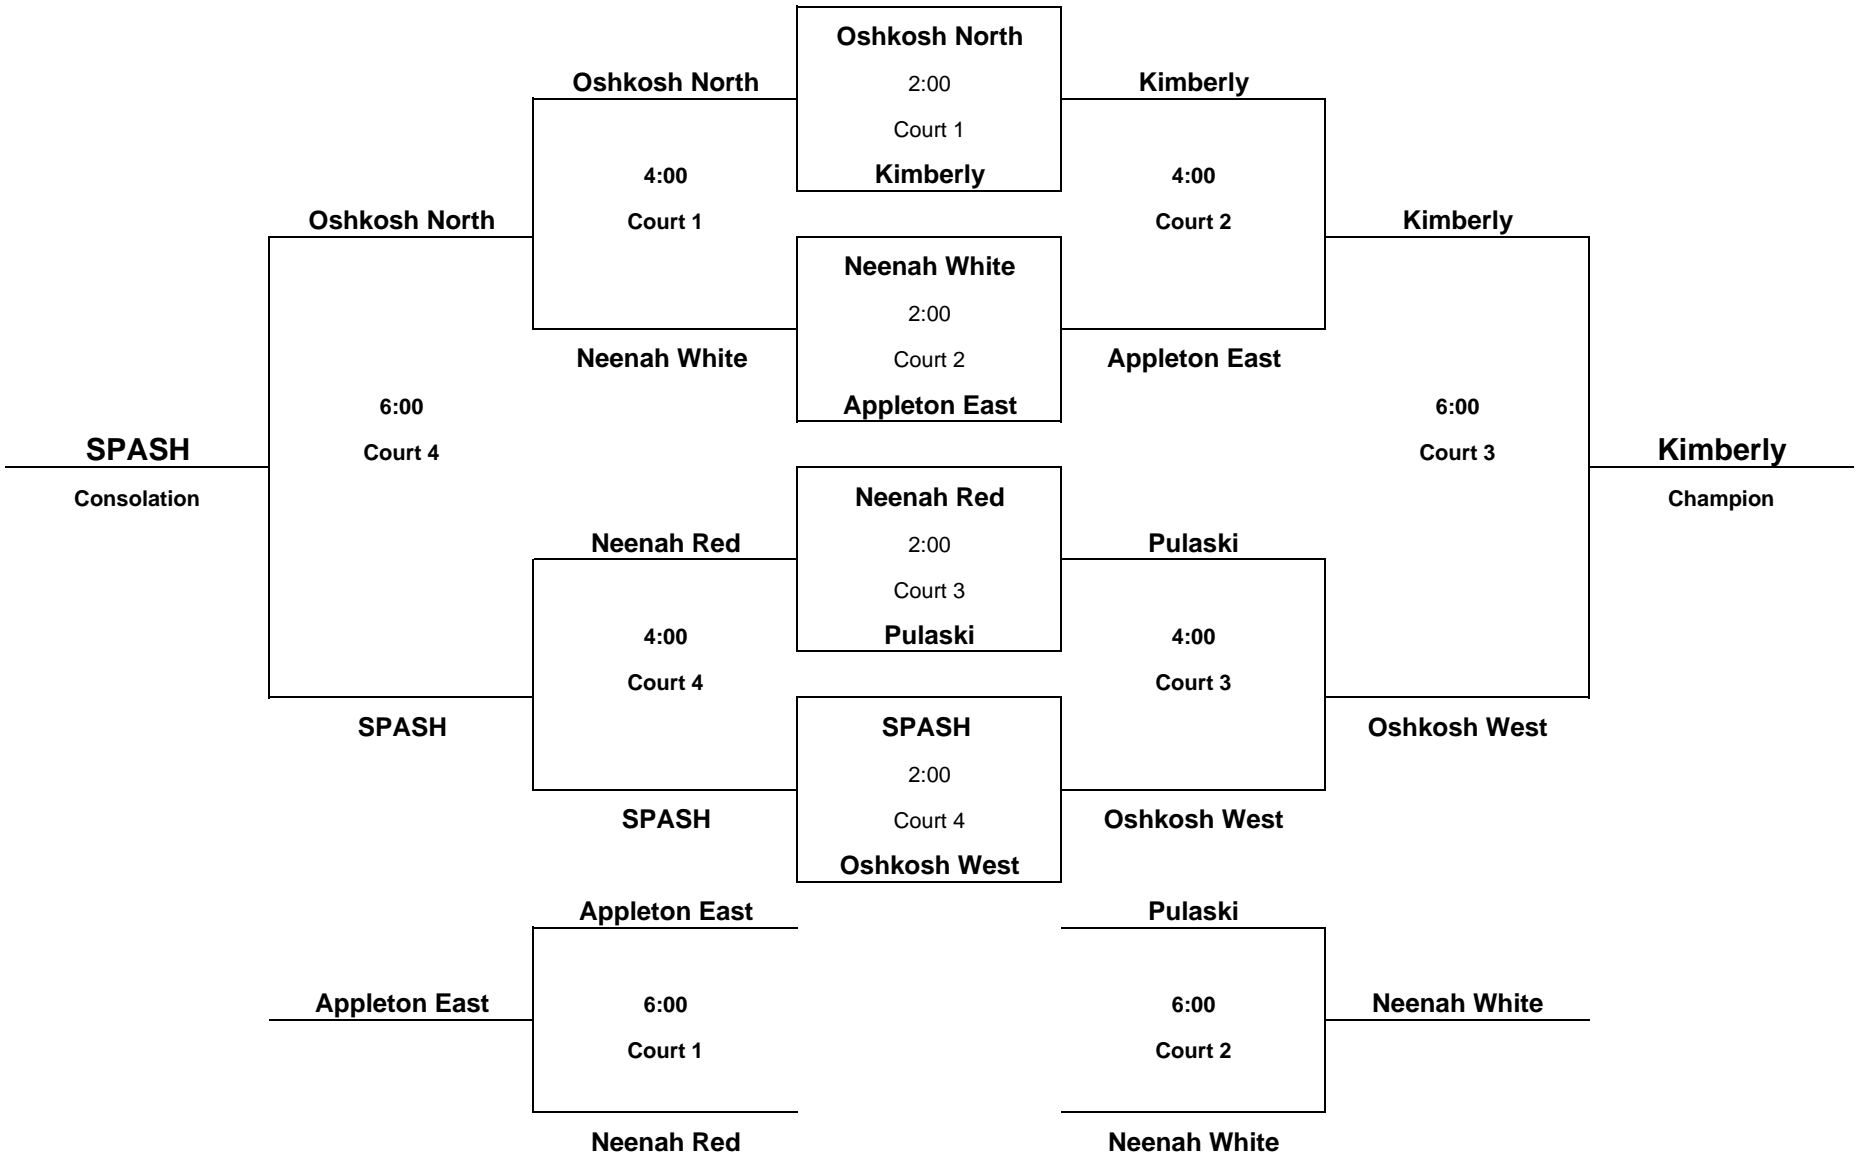 Oshkosh North
Oshkosh North
2:00
Kimberly
Court 1
4:00
Kimberly
4:00
Oshkosh North
Court 1
Court 2
Kimberly
Neenah White
2:00
Neenah White
Court 2
Appleton East
6:00
Appleton East
6:00
SPASH
Court 4
Court 3
Kimberly
Consolation
Neenah Red
Champion
Neenah Red
2:00
Pulaski
Court 3
4:00
Pulaski
4:00
Court 4
Court 3
SPASH
SPASH
Oshkosh West
2:00
SPASH
Court 4
Oshkosh West
Oshkosh West
Appleton East
Pulaski
Appleton East
6:00
6:00
Neenah White
Court 1
Court 2
Neenah Red
Neenah White